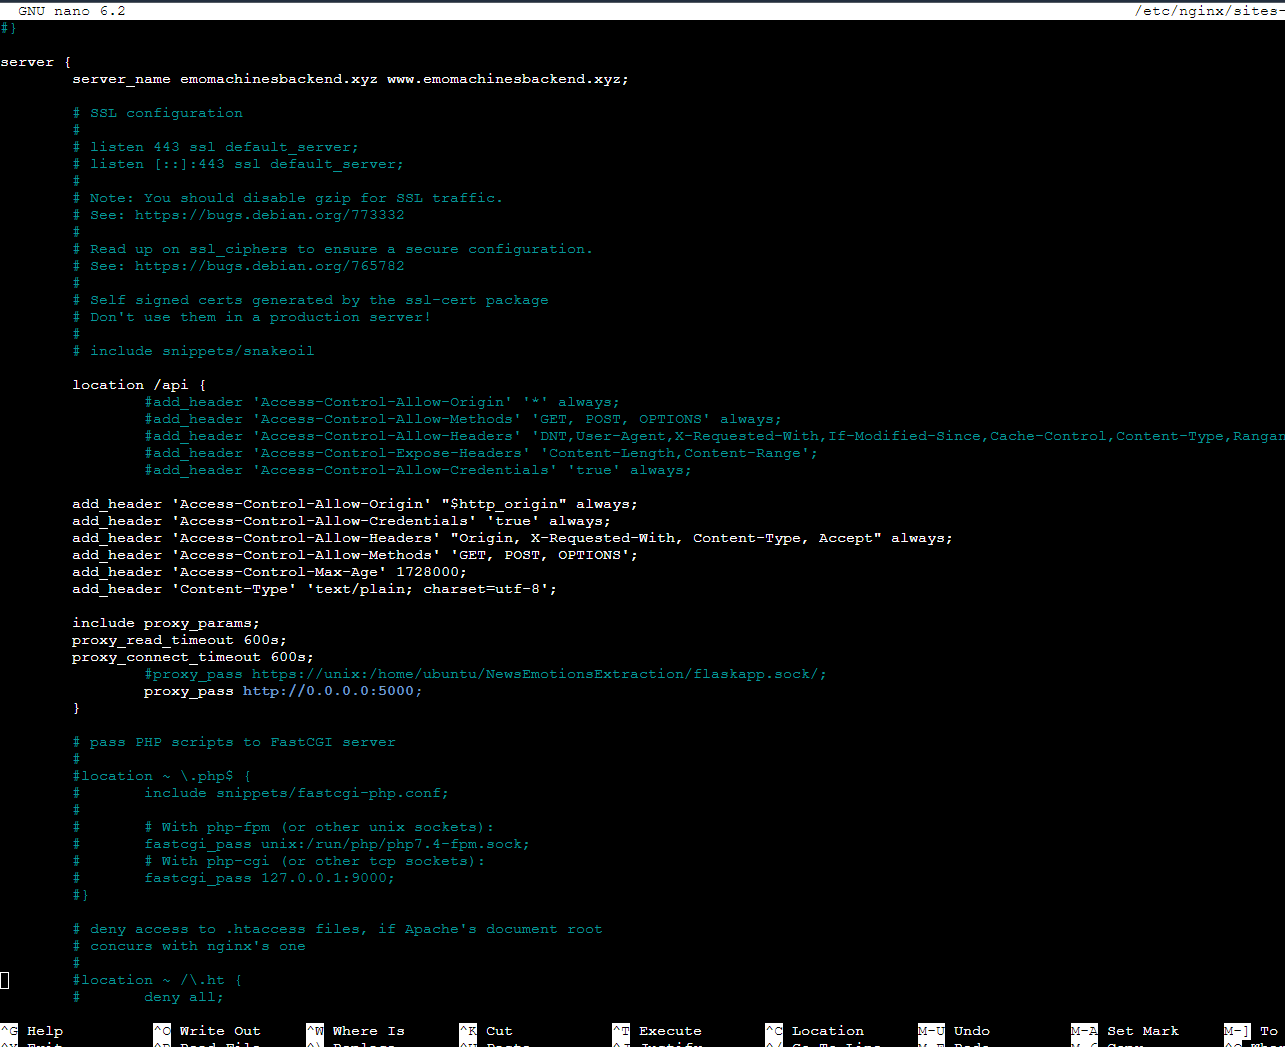 GNU nano 6.2 /etc/nginx/sites-
#}
server {
server_name emomachinesbackend.xyz www.emomachinesbackend.xyz;
# SSL configuration
#
# listen 443 ssl default_server;
# listen [::]:443 ssl default_server;
#
# Note: You should disable gzip for SSL traffic.
# See: https://bugs.debian.org/773332
#
# Read up on ssl_ciphers to ensure a secure configuration.
# See: https://bugs.debian.org/765782
#
# Self signed certs generated by the ssl-cert package
# Don't use them in a production server!
#
# include snippets/snakeoil
location /api {
#add_header 'Access-Control-Allow-Origin' '*' always;
#add_header 'Access-Control-Allow-Methods' 'GET, POST, OPTIONS' always;
#add_header 'Access-Control-Allow-Headers' 'DNT,User-Agent,X-Requested-With,If-Modified-Since,Cache-Control,Content-Type,Rangan
#add_header 'Access-Control-Expose-Headers' 'Content-Length,Content-Range';
#add_header 'Access-Control-Allow-Credentials' 'true' always;
add_header 'Access-Control-Allow-Origin' "$http_origin" always;
add_header 'Access-Control-Allow-Credentials' 'true' always;
add_header 'Access-Control-Allow-Headers' "Origin, X-Requested-With, Content-Type, Accept" always;
add_header 'Access-Control-Allow-Methods' 'GET, POST, OPTIONS';
add_header 'Access-Control-Max-Age' 1728000;
add_header 'Content-Type' 'text/plain; charset=utf-8';
include proxy_params;
proxy_read_timeout 600s;
proxy_connect_timeout 600s;
#proxy_pass https://unix:/home/ubuntu/NewsEmotionsExtraction/flaskapp.sock/;
proxy_pass http://0.0.0.0:5000;
}
# pass PHP scripts to FastCGI server
#
#location ~ \.php$ {
# include snippets/fastcgi-php.conf;
#
# # With php-fpm (or other unix sockets):
# fastcgi_pass unix:/run/php/php7.4-fpm.sock;
# # With php-cgi (or other tcp sockets):
# fastcgi_pass 127.0.0.1:9000;
#}
# deny access to .htaccess files, if Apache's document root
# concurs with nginx's one
#
#location ~ /\.ht {
# deny all;
^G Help ^O Write Out ^W Where Is ^K Cut ^T Execute ^C Location M-U Undo M-A Set Mark M-] To